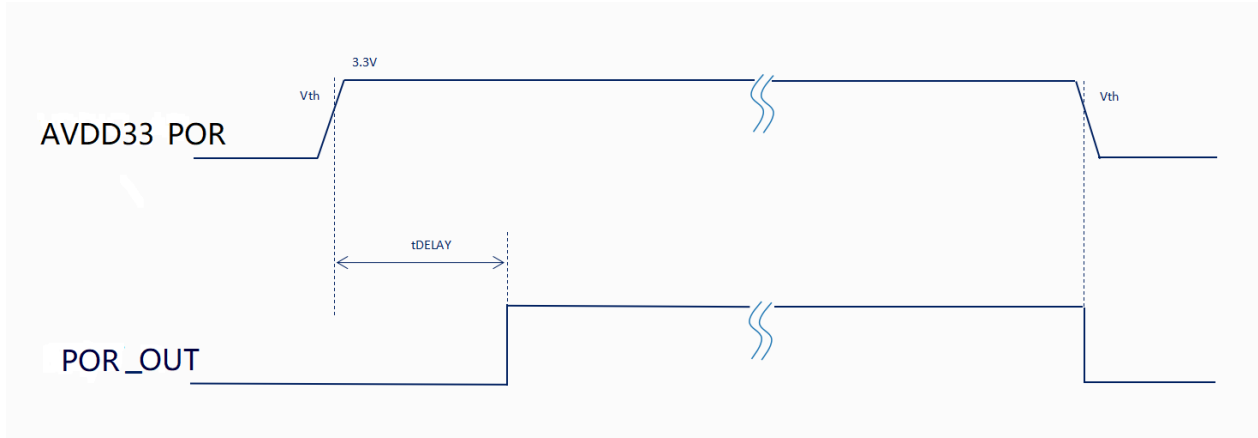 3.3V
Vth
Vth
AVDD33 POR
tDELAY
POR_OUT